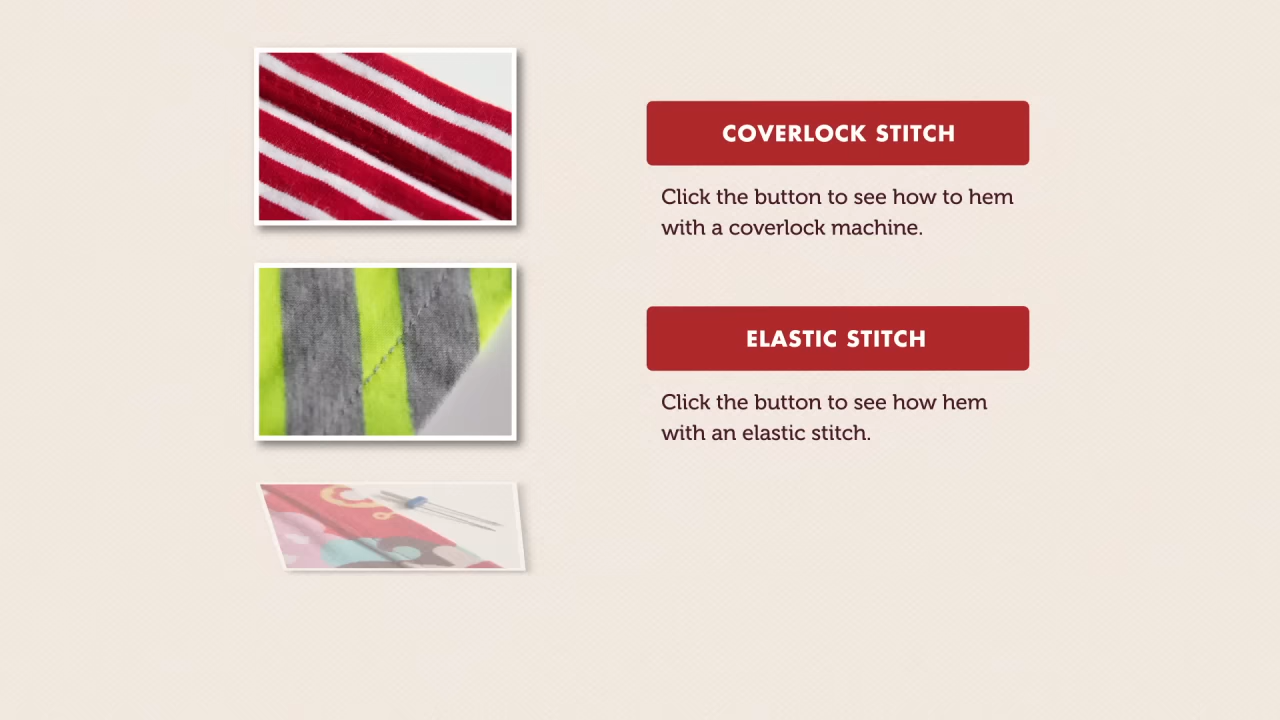 COVERLOCK STITCH
Click the button to see how to hem
with a coverlock machine.
ELASTIC STITCH
Click the button to see how hem
with an elastic stitch.